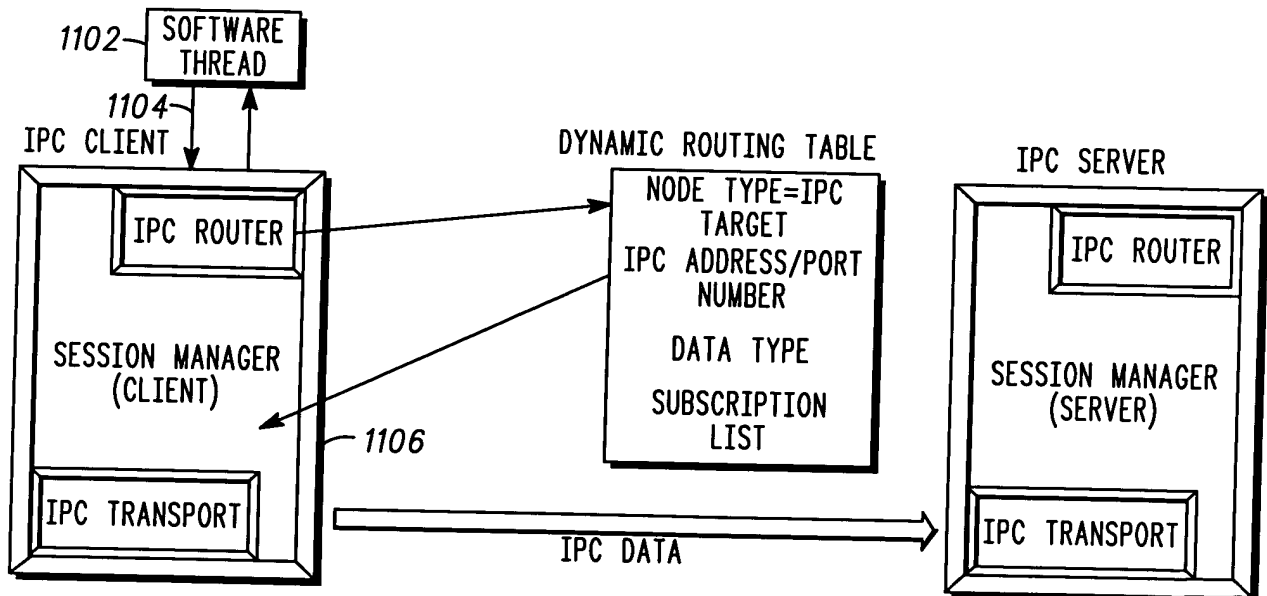 1102
SOFTWARE
THREAD
1104
IPC CLIENT
IPC ROUTER
SESSION MANAGER
(CLIENT)
1106
IPC TRANSPORT
DYNAMIC ROUTING TABLE
NODE TYPE=IPC
TARGET
IPC ADDRESS/PORT
NUMBER
DATA TYPE
SUBSCRIPTION
LIST
IPC DATA
IPC SERVER
IPC ROUTER
SESSION MANAGER
(SERVER)
IPC TRANSPORT